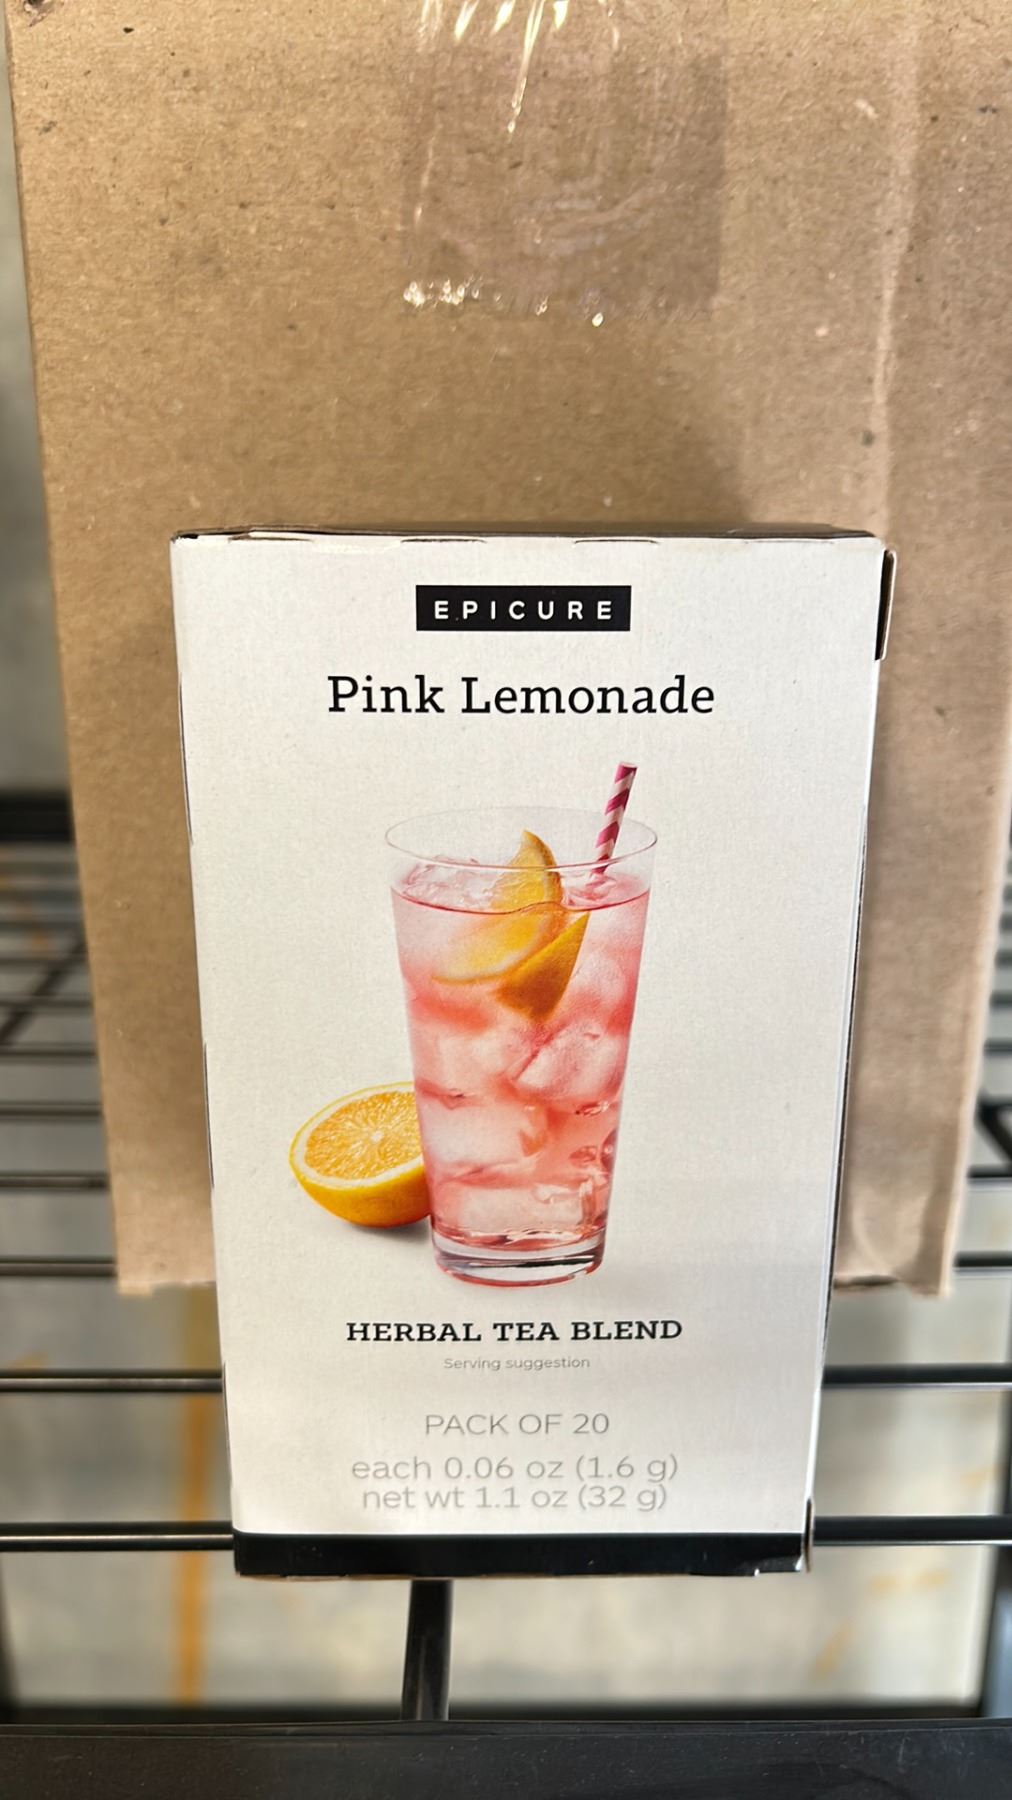 EPICURE
Pink Lemonade
HERBAL TEA BLEND
Serving suggestion
PACK OF 20
each 0.06 oz (1.6 g)
net wt 1.1 oz (32 g)